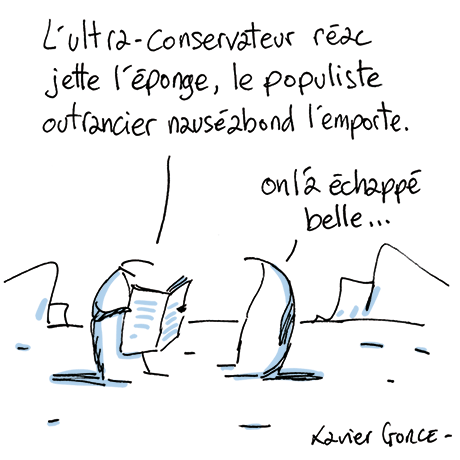 L'ultra-conservateur réac
jette l'éponge, le populiste
outrancier nauséabond l'emporte.
on l'a échappé
belle...
Xavier GORCE -